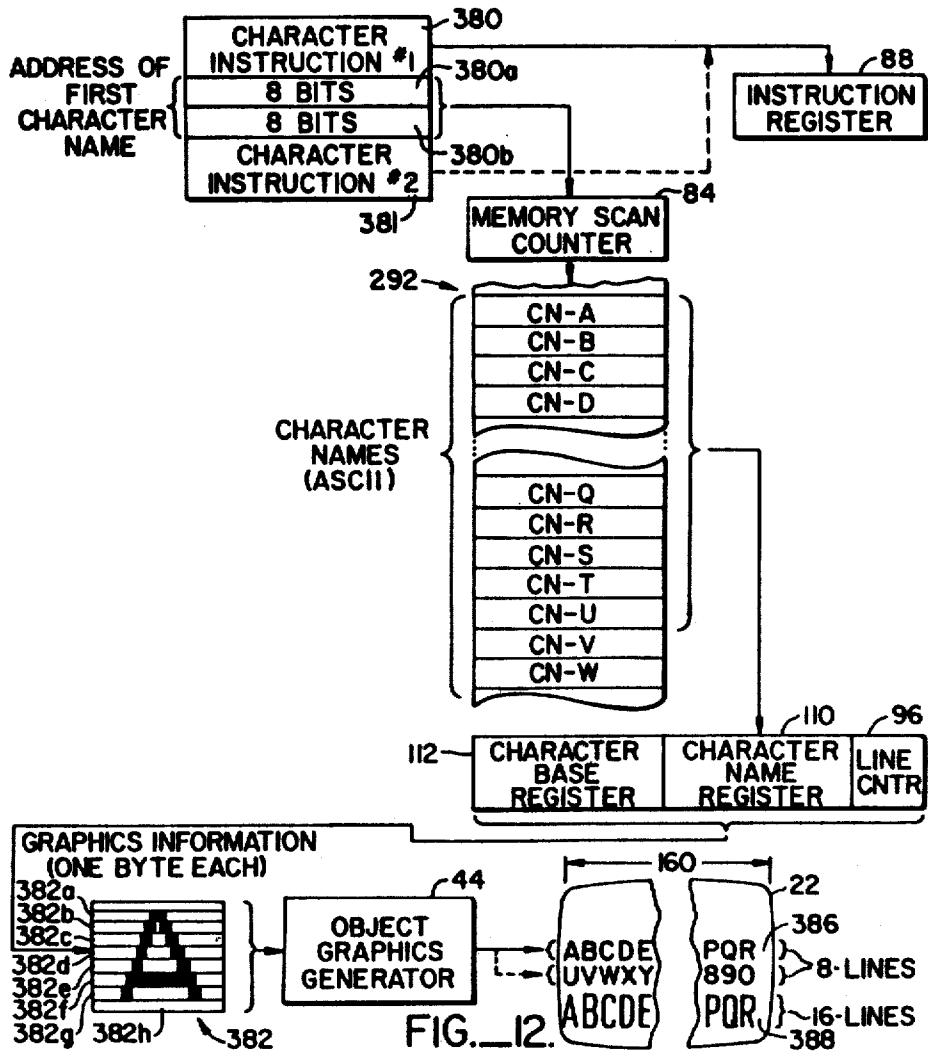 380
CHARACTER
INSTRUCTION #1
380a
ADDRESS OF
FIRST
CHARACTER
NAME
8 BITS
8 BITS
380b
CHARACTER
INSTRUCTION #2
381
88
INSTRUCTION
REGISTER
84
MEMORY SCAN
COUNTER
292
CN-A
CN-B
CN-C
CN-D
CHARACTER
NAMES
(ASCII)
CN-Q
CN-R
CN-S
CN-T
CN-U
CN-V
CN-W
112
110
96
CHARACTER
BASE
REGISTER
CHARACTER
NAME
REGISTER
LINE
CNTR
GRAPHICS INFORMATION
(ONE BYTE EACH)
382a
382b
382c
382d
382e
382f
382g
382h
382
A
44
OBJECT
GRAPHICS
GENERATOR
160
22
386
ABCDE PQR
UVWXY 890
8-LINES
ABCDE PQR
16-LINES
388
FIG._12.